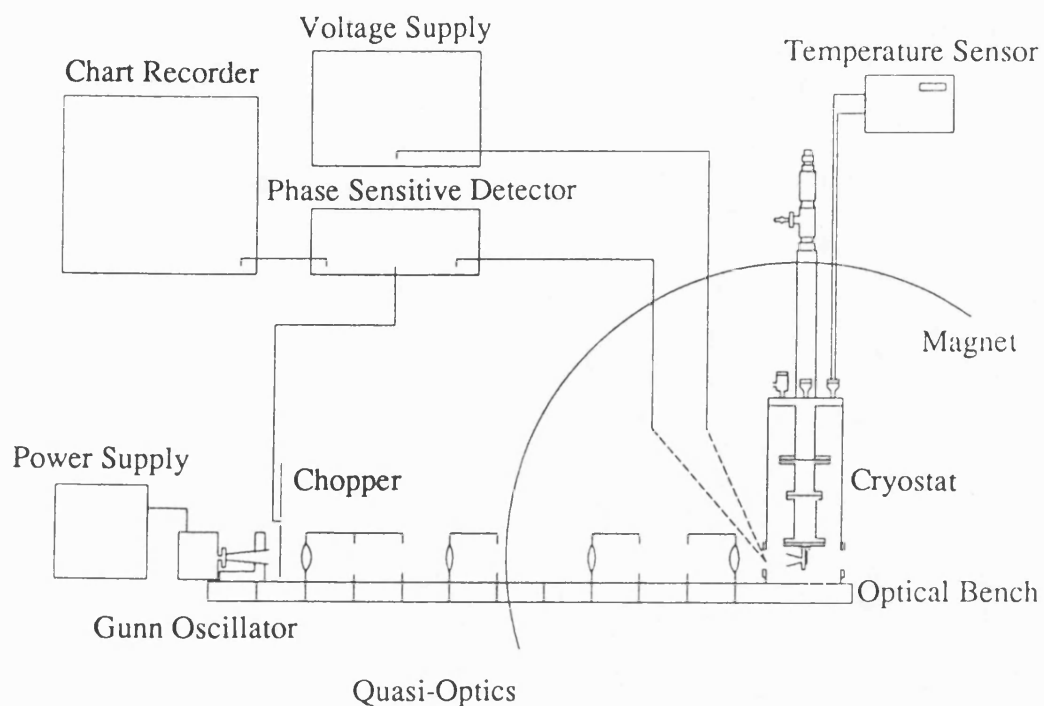 Voltage Supply
Temperature Sensor
Chart Recorder
Phase Sensitive Detector
Magnet
Power Supply
Chopper
Cryostat
Optical Bench
Gunn Oscillator
Quasi-Optics